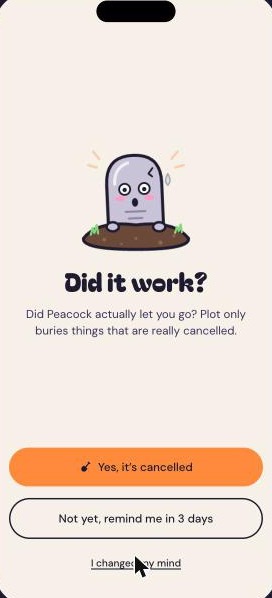 Did it work?
Did Peacock actually let you go? Plot only
buries things that are really cancelled.
Yes, it's cancelled
Not yet, remind me in 3 days
I changed my mind